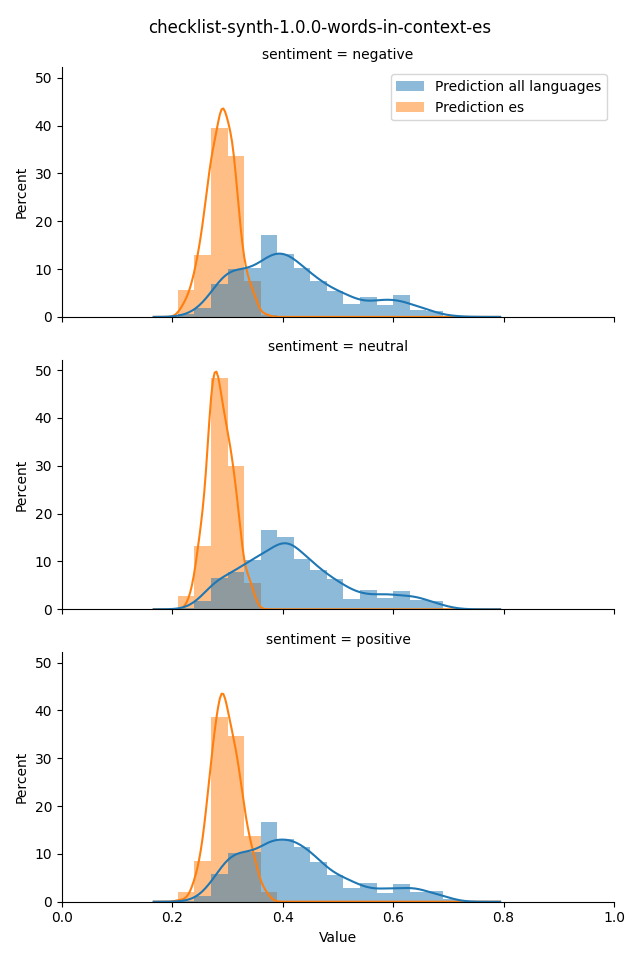 checklist-synth-1.0.0-words-in-context-es
sentiment = negative
50
40
30
20
10
0
Percent
Prediction all languages
Prediction es
sentiment = neutral
50
40
30
20
10
0
Percent
sentiment = positive
50
40
30
20
10
0
Percent
0.0 0.2 0.4 0.6 0.8 1.0
Value